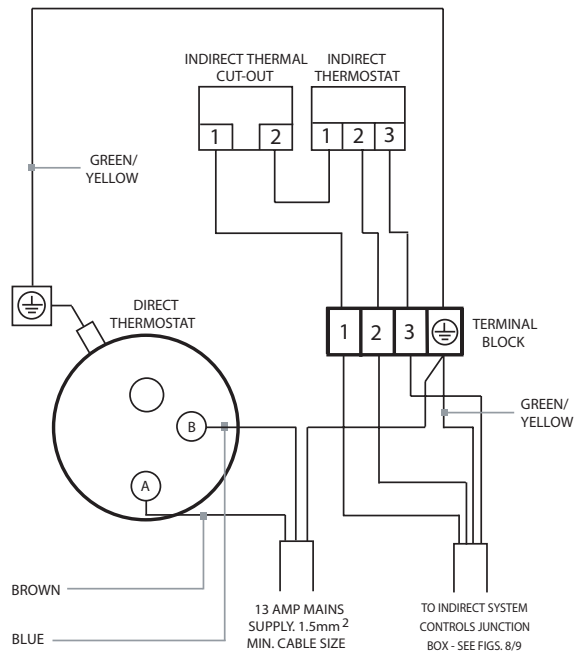 INDIRECT THERMAL
CUT-OUT
INDIRECT
THERMOSTAT
1 2
1 2 3
GREEN/
YELLOW
DIRECT
THERMOSTAT
1 2 3
TERMINAL
BLOCK
B
A
GREEN/
YELLOW
BROWN
BLUE
13 AMP MAINS
SUPPLY. 1.5mm 2
MIN. CABLE SIZE
TO INDIRECT SYSTEM
CONTROLS JUNCTION
BOX - SEE FIGS. 8/9